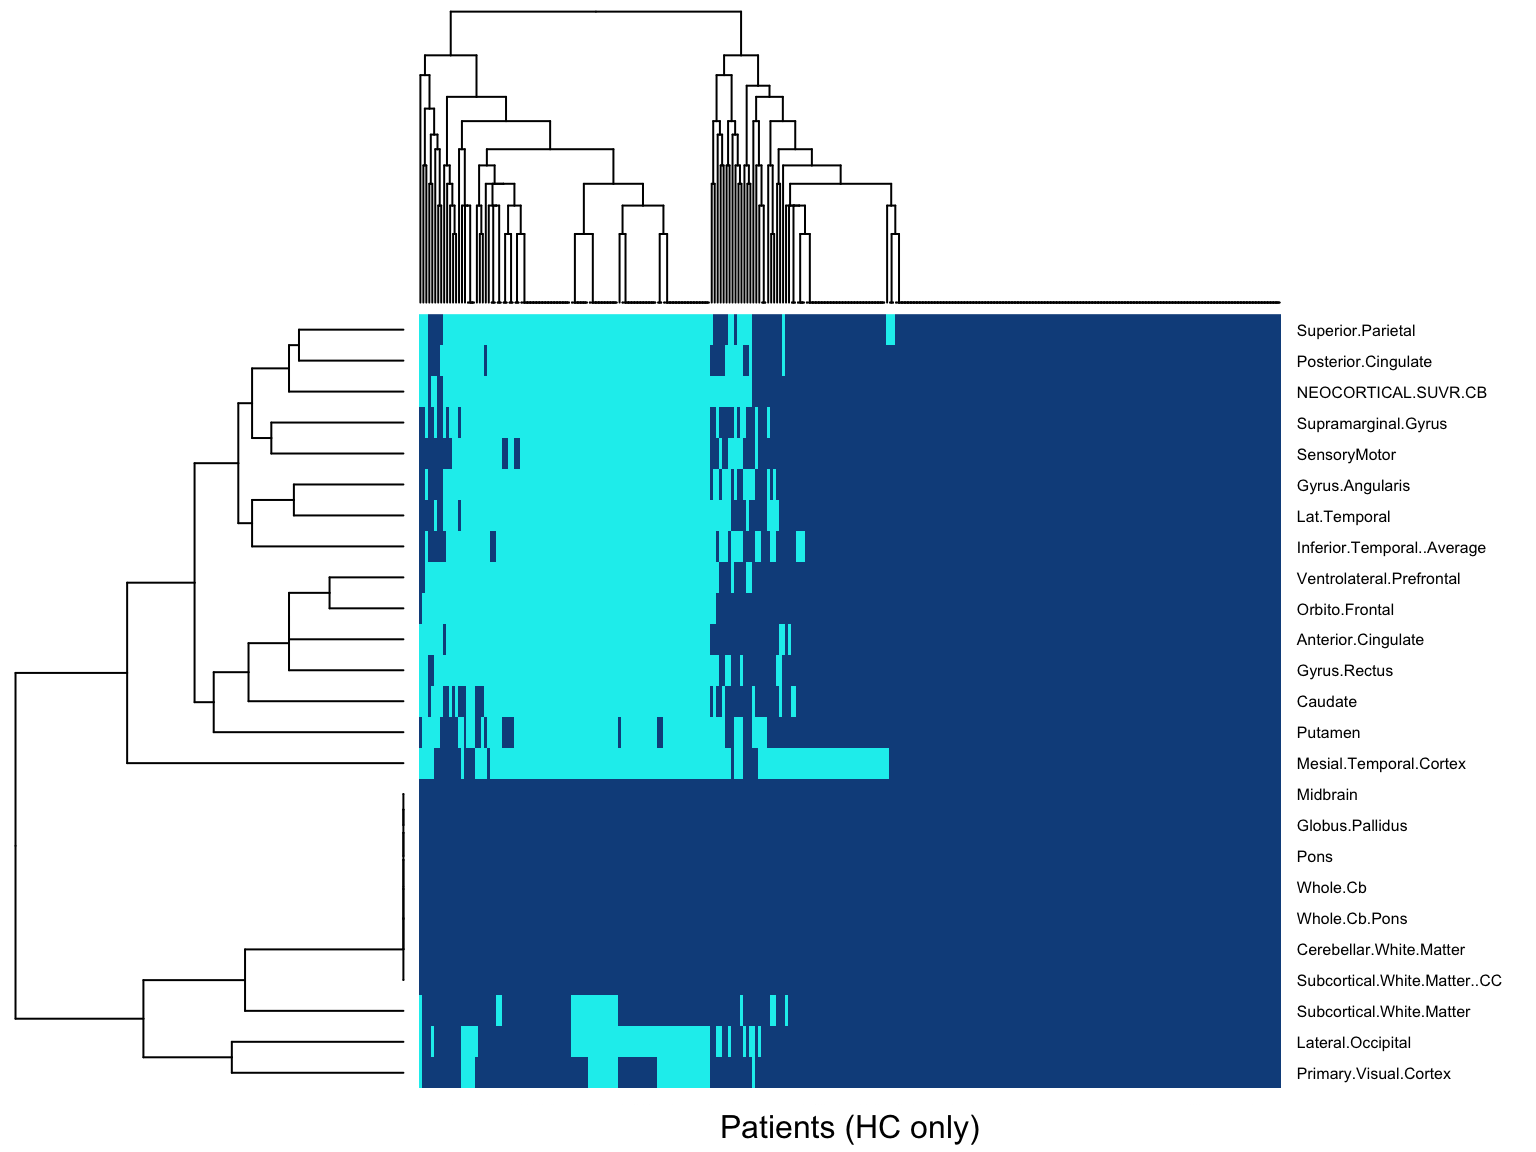 Superior.Parietal
Posterior.Cingulate
NEOCORTICAL.SUVR.CB
Supramarginal.Gyrus
SensoryMotor
Gyrus.Angularis
Lat.Temporal
Inferior.Temporal..Average
Ventrolateral.Prefrontal
Orbito.Frontal
Anterior.Cingulate
Gyrus.Rectus
Caudate
Putamen
Mesial.Temporal.Cortex
Midbrain
Globus.Pallidus
Pons
Whole.Cb
Whole.Cb.Pons
Cerebellar.White.Matter
Subcortical.White.Matter..CC
Subcortical.White.Matter
Lateral.Occipital
Primary.Visual.Cortex
Patients (HC only)